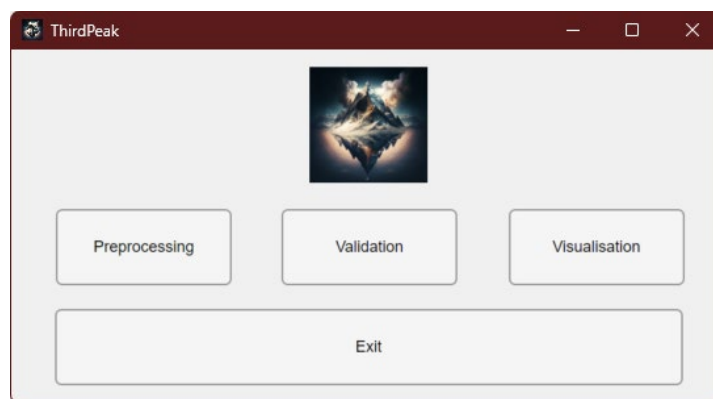 ThirdPeak
Preprocessing
Validation
Visualisation
Exit